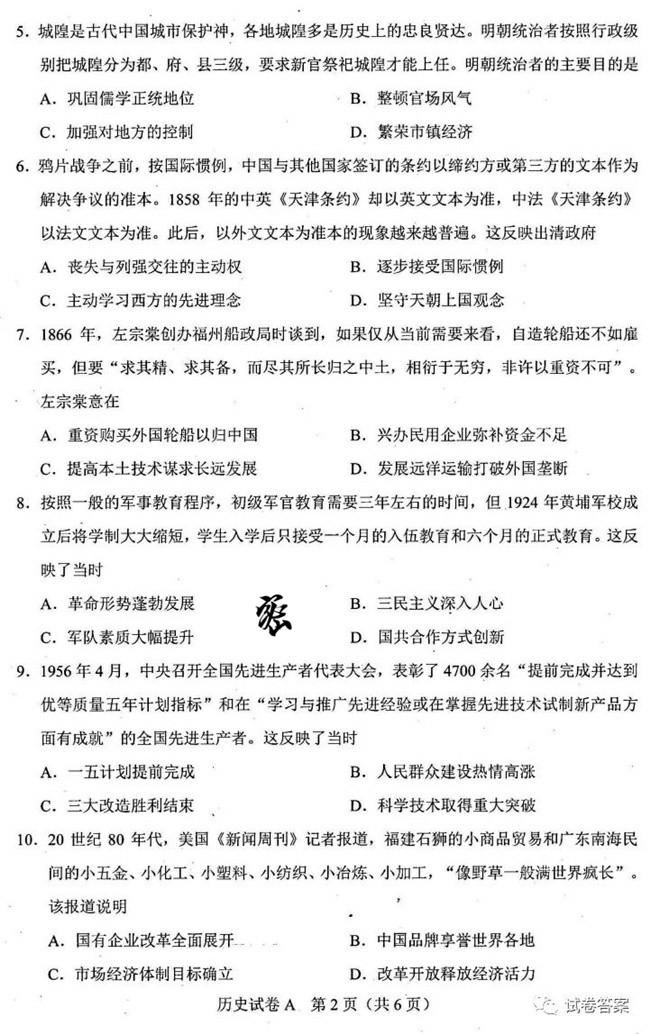 5．城隍是古代中国城市保护神，各地城隍多是历史上的忠良贤达。明朝统治者按照行政级
别把城隍分为都、府、县三级，要求新官祭祀城隍才能上任。明朝统治者的主要目的是
A．巩固儒学正统地位 B．整顿官场风气
C．加强对地方的控制 D．繁荣市镇经济
6．鸦片战争之前，按国际惯例，中国与其他国家签订的条约以缔约方或第三方的文本作为
解决争议的准本。1858 年的中英《天津条约》却以英文文本为准，中法《天津条约》
以法文文本为准。此后，以外文文本为准本的现象越来越普遍。这反映出清政府
A．丧失与列强交往的主动权 B．逐步接受国际惯例
C．主动学习西方的先进理念 D．坚守天朝上国观念
7．1866 年，左宗棠创办福州船政局时谈到，如果仅从当前需要来看，自造轮船还不如雇
买，但要“求其精、求其备，而尽其所长归之中土，相衍于无穷，非许以重资不可”。
左宗棠意在
A．重资购买外国轮船以归中国 B．兴办民用企业弥补资金不足
C．提高本土技术谋求长远发展 D．发展远洋运输打破外国垄断
8．按照一般的军事教育程序，初级军官教育需要三年左右的时间，但 1924 年黄埔军校成
立后将学制大大缩短，学生入学后只接受一个月的入伍教育和六个月的正式教育。这反
映了当时
A．革命形势蓬勃发展 B．三民主义深入人心
C．军队素质大幅提升 D．国共合作方式创新
9．1956 年 4 月，中央召开全国先进生产者代表大会，表彰了 4700 余名“提前完成并达到
优等质量五年计划指标”和在“学习与推广先进经验或在掌握先进技术试制新产品方
面有成就”的全国先进生产者。这反映了当时
A．一五计划提前完成 B．人民群众建设热情高涨
C．三大改造胜利结束 D．科学技术取得重大突破
10．20 世纪 80 年代，美国《新闻周刊》记者报道，福建石狮的小商品贸易和广东南海民
间的小五金、小化工、小塑料、小纺织、小冶炼、小加工，“像野草一般满世界疯长”。
该报道说明
A．国有企业改革全面展开 B．中国品牌享誉世界各地
C．市场经济体制目标确立 D．改革开放释放经济活力
历史试卷 A 第 2 页（共 6 页）
试卷答案